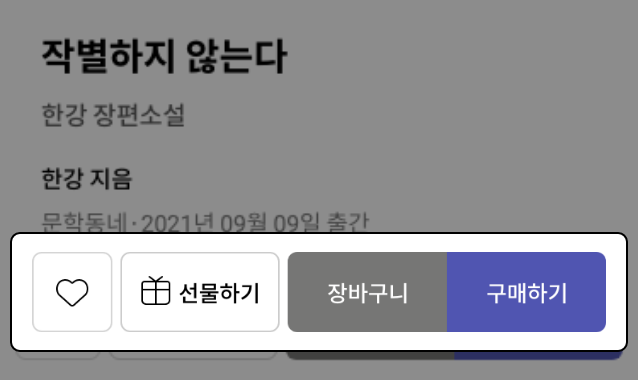 작별하지 않는다
한강 장편소설
한강 지음
문학동네 · 2021년 09월 09일 출간
선물하기 장바구니 구매하기